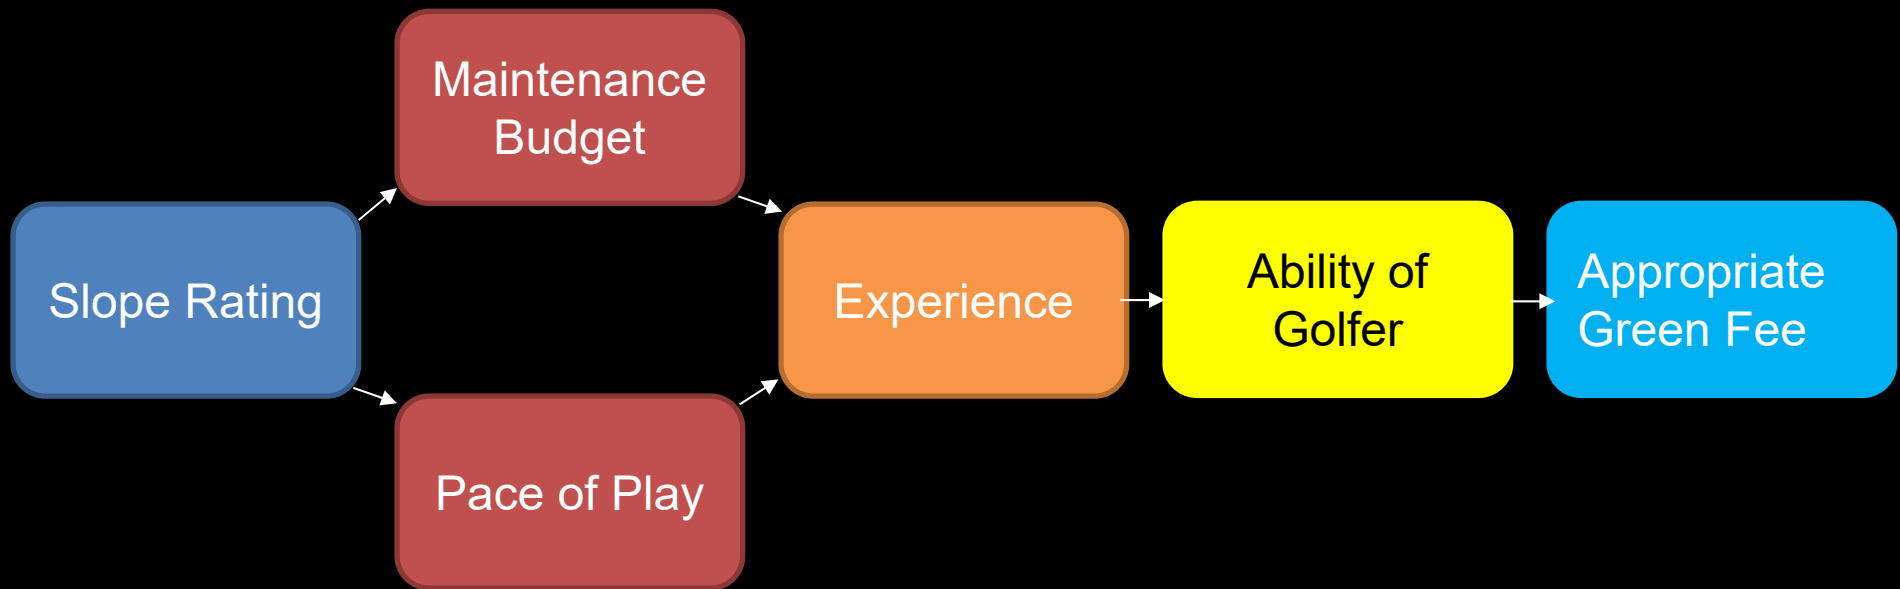 Maintenance
Budget
Slope Rating
Experience
Ability of
Golfer
Appropriate
Green Fee
Pace of Play